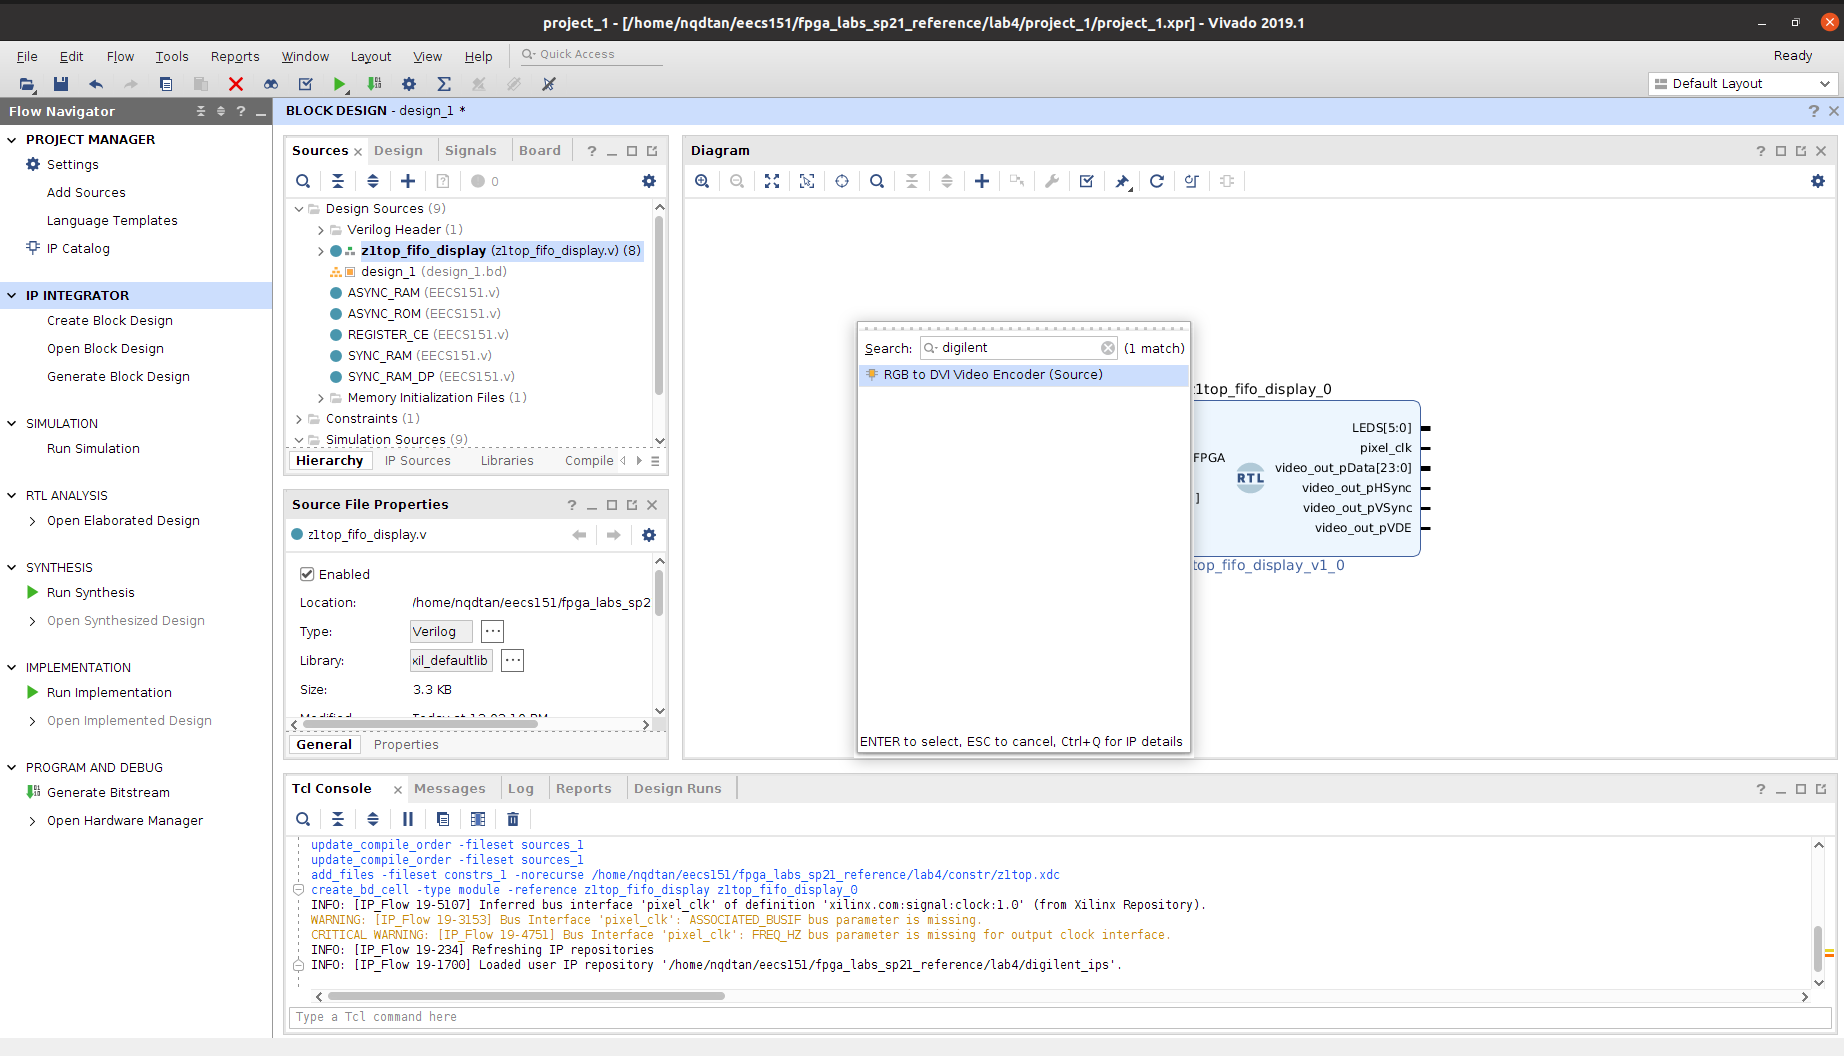 project_1 - [/home/nqdtan/eecs151/fpga_labs_sp21_reference/lab4/project_1/project_1.xpr] - Vivado 2019.1
File Edit Flow Tools Reports Window Layout View Help Quick Access Ready
Default Layout
Flow Navigator
PROJECT MANAGER
Settings
Add Sources
Language Templates
IP Catalog
IP INTEGRATOR
Create Block Design
Open Block Design
Generate Block Design
SIMULATION
Run Simulation
RTL ANALYSIS
Open Elaborated Design
SYNTHESIS
Run Synthesis
Open Synthesized Design
IMPLEMENTATION
Run Implementation
Open Implemented Design
PROGRAM AND DEBUG
Generate Bitstream
Open Hardware Manager
BLOCK DESIGN - design_1 *
Sources Design Signals Board
0
Design Sources (9)
Verilog Header (1)
z1top_fifo_display (z1top_fifo_display.v) (8)
design_1 (design_1.bd)
ASYNC_RAM (EECS151.v)
ASYNC_ROM (EECS151.v)
REGISTER_CE (EECS151.v)
SYNC_RAM (EECS151.v)
SYNC_RAM_DP (EECS151.v)
Memory Initialization Files (1)
Constraints (1)
Simulation Sources (9)
Hierarchy IP Sources Libraries Compile
Source File Properties
z1top_fifo_display.v
Enabled
Location: /home/nqdtan/eecs151/fpga_labs_sp2
Type: Verilog ...
Library: xil_defaultlib ...
Size: 3.3 KB
Modified Today at 12:02:10 PM
General Properties
Diagram
Search: digilent (1 match)
RGB to DVI Video Encoder (Source)
ENTER to select, ESC to cancel, Ctrl+Q for IP details
z1top_fifo_display_0
LEDS[5:0]
pixel_clk
FPGA
video_out_pData[23:0]
RTL
video_out_pHSync
]
video_out_pVSync
video_out_pVDE
top_fifo_display_v1_0
Tcl Console Messages Log Reports Design Runs
update_compile_order -fileset sources_1
update_compile_order -fileset sources_1
add_files -fileset constrs_1 -norecurse /home/nqdtan/eecs151/fpga_labs_sp21_reference/lab4/constr/z1top.xdc
create_bd_cell -type module -reference z1top_fifo_display z1top_fifo_display_0
INFO: [IP_Flow 19-5107] Inferred bus interface 'pixel_clk' of definition 'xilinx.com:signal:clock:1.0' (from Xilinx Repository).
WARNING: [IP_Flow 19-3153] Bus Interface 'pixel_clk': ASSOCIATED_BUSIF bus parameter is missing.
CRITICAL WARNING: [IP_Flow 19-4751] Bus Interface 'pixel_clk': FREQ_HZ bus parameter is missing for output clock interface.
INFO: [IP_Flow 19-234] Refreshing IP repositories
INFO: [IP_Flow 19-1700] Loaded user IP repository '/home/nqdtan/eecs151/fpga_labs_sp21_reference/lab4/digilent_ips'.
Type a Tcl command here